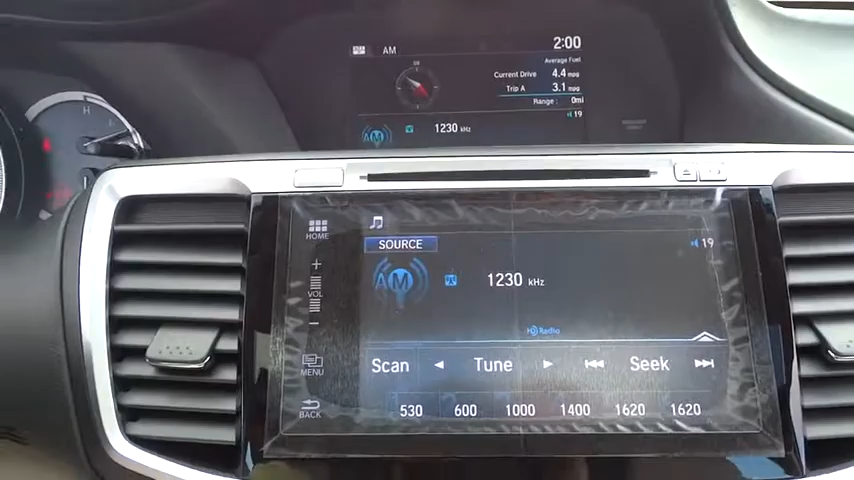 AM
2:00
Average Fuel
Current Drive 4.4 mpg
Trip A 3.1 mpg
Range: 0mi
19
AM 1230 kHz
H
C
HOME
SOURCE
19
VOL
AM 1230 kHz
HD Radio
MENU
Scan Tune Seek
BACK
530 600 1000 1400 1620 1620